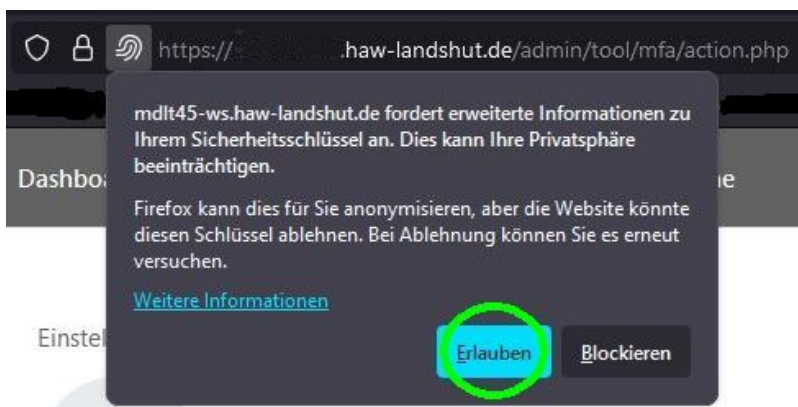 https:// .haw-landshut.de/admin/tool/mfa/action.php
mdlt45-ws.haw-landshut.de fordert erweiterte Informationen zu
Ihrem Sicherheitsschlüssel an. Dies kann Ihre Privatsphäre
beeinträchtigen.
Dashbo
Firefox kann dies für Sie anonymisieren, aber die Website könnte
diesen Schlüssel ablehnen. Bei Ablehnung können Sie es erneut
versuchen.
Weitere Informationen
Einstel
Erlauben Blockieren